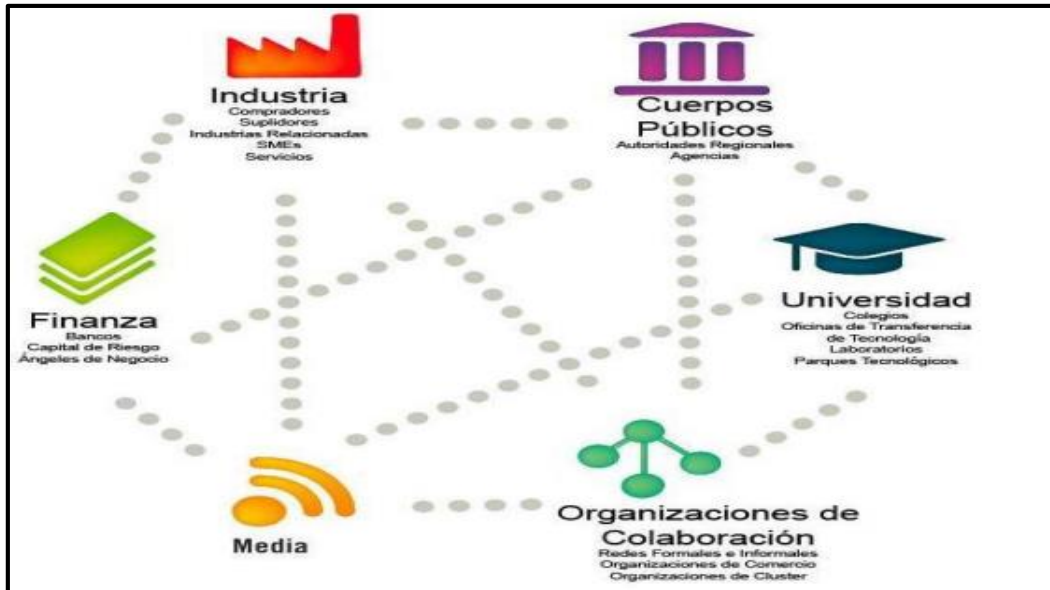 Industria
Compradores
Suplidores
Industrias Relacionadas
SMEs
Servicios
Cuerpos
Públicos
Autoridades Regionales
Agencias
Finanza
Bancos
Capital de Riesgo
Ángeles de Negocio
Universidad
Colegios
Oficinas de Transferencia
de Tecnología
Laboratorios
Parques Tecnológicos
Media
Organizaciones de
Colaboración
Redes Formales e Informales
Organizaciones de Comercio
Organizaciones de Cluster